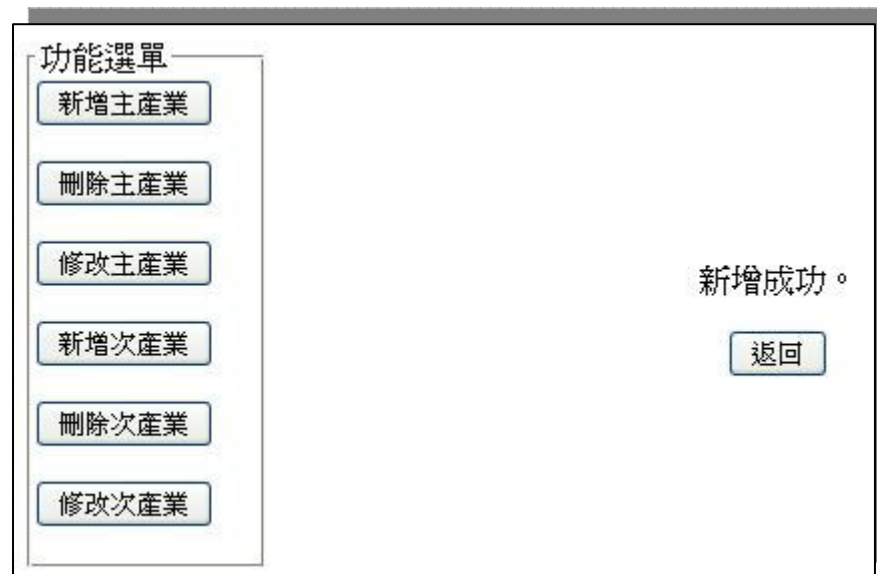 功能選單
新增主產業
刪除主產業
修改主產業
新增次產業
刪除次產業
修改次產業
新增成功。
返回